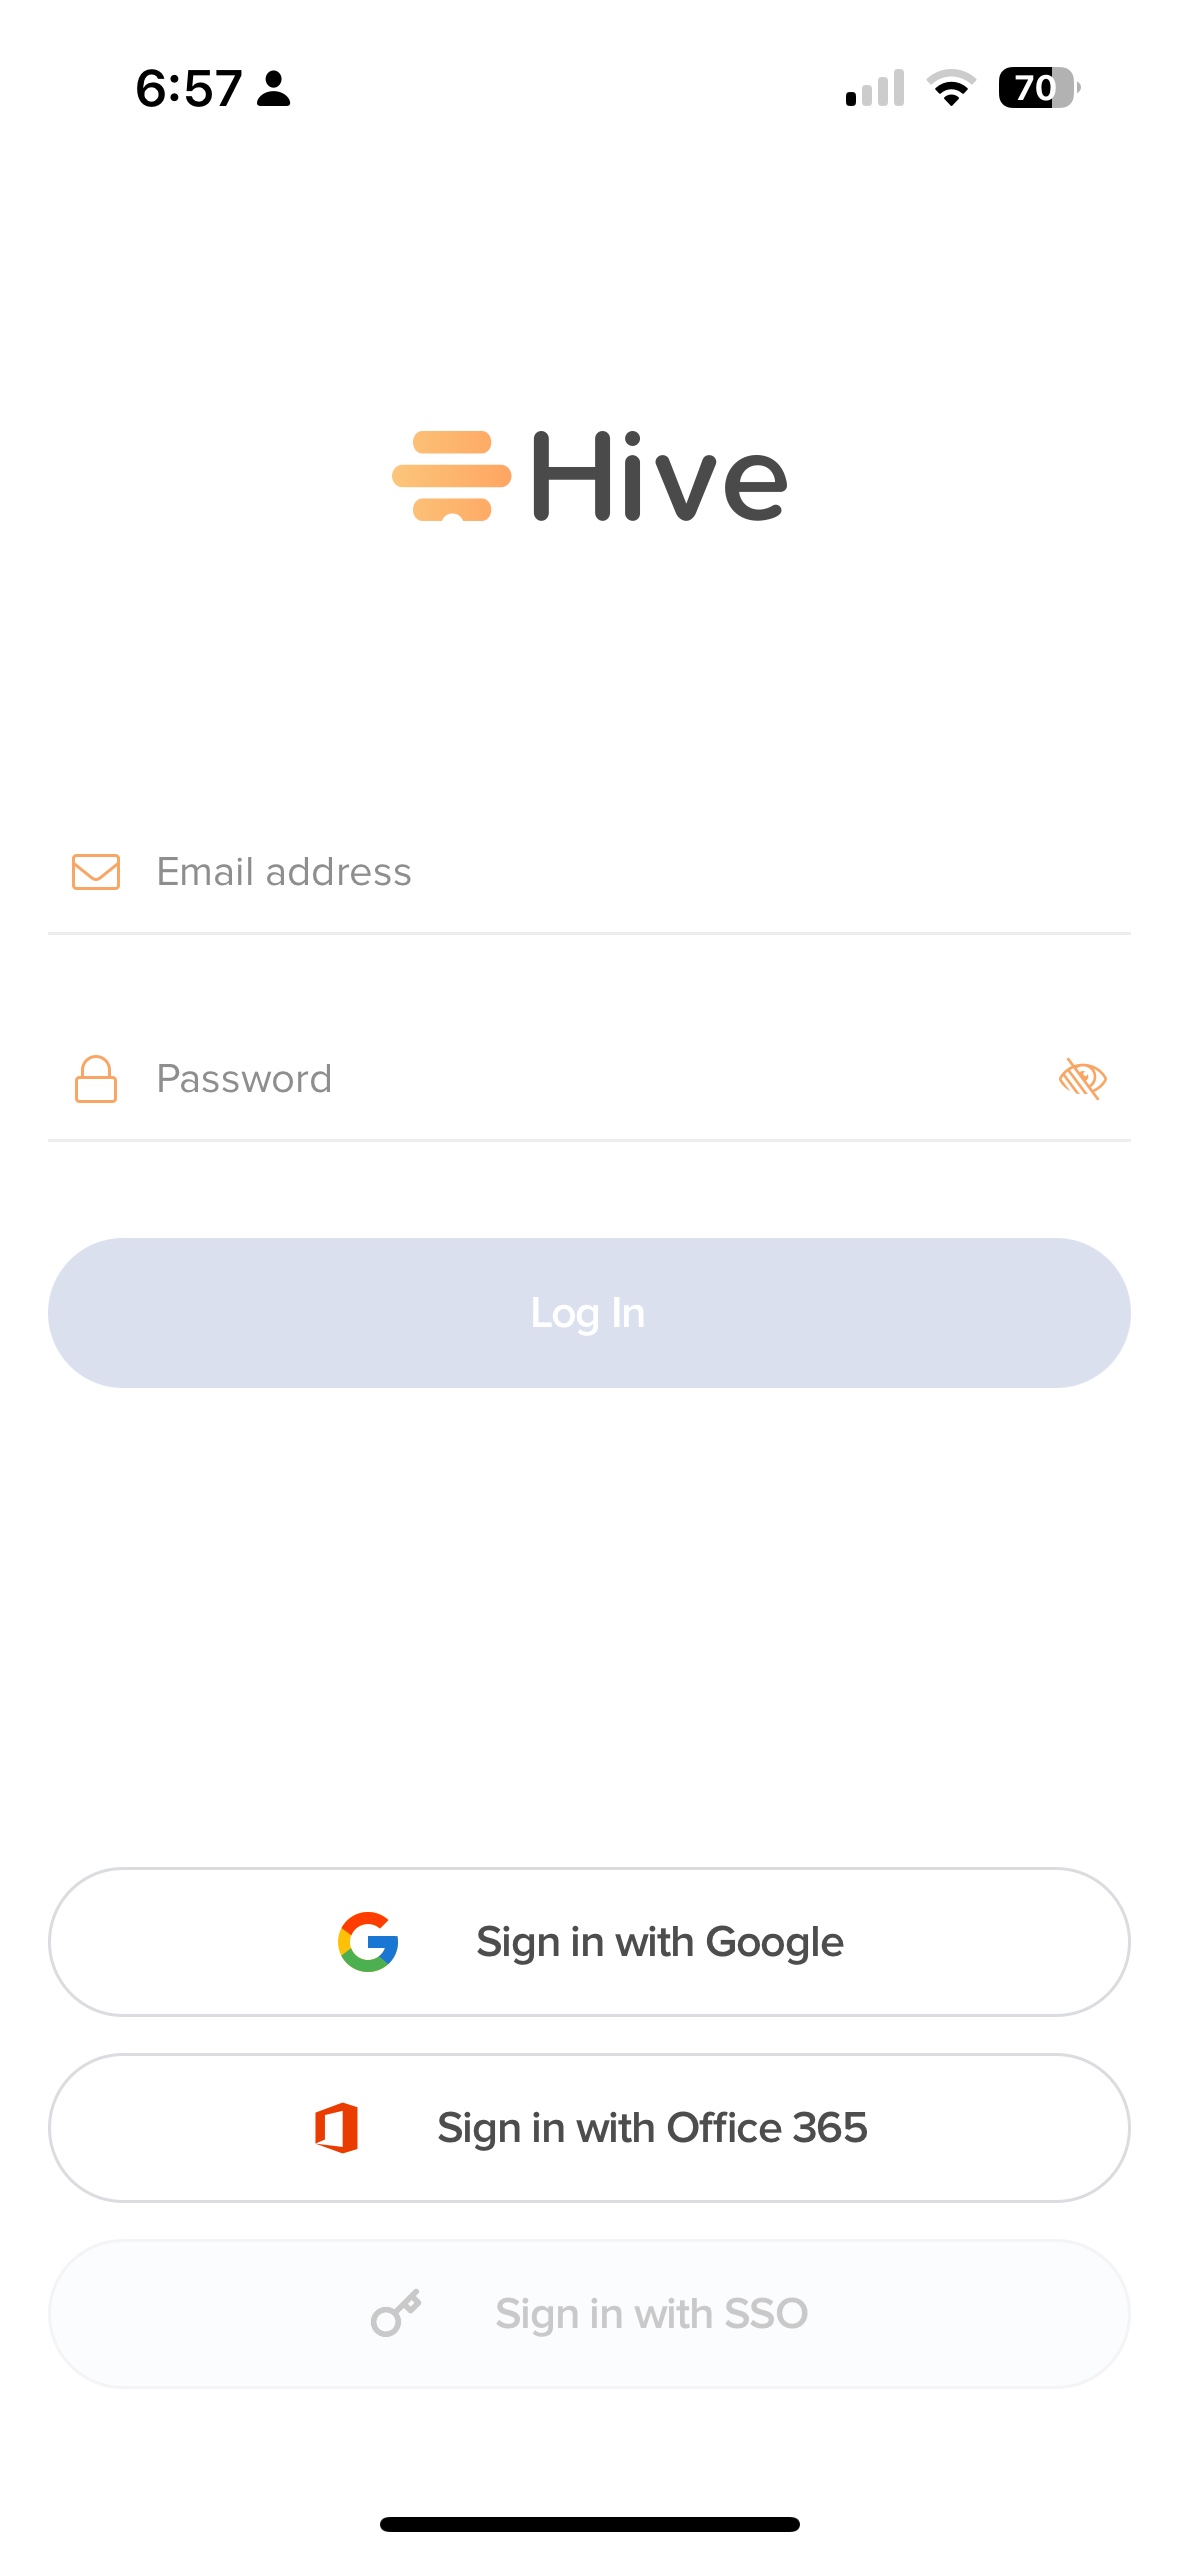 6:57
70
Hive
Email address
Password
Log In
Sign in with Google
Sign in with Office 365
Sign in with SSO